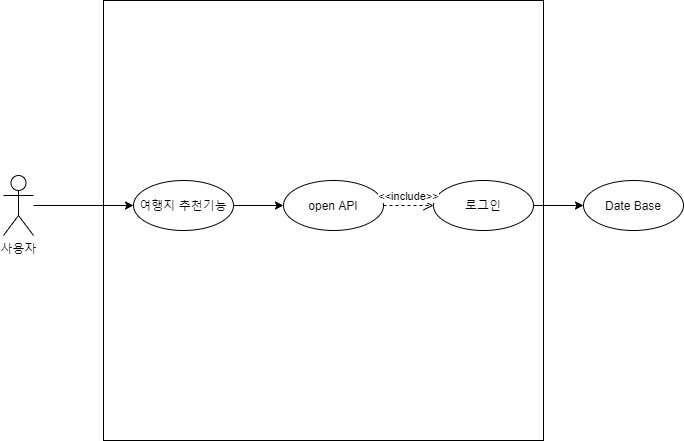 사용자
여행지 추천기능
open API
<<include>>
로그인
Date Base